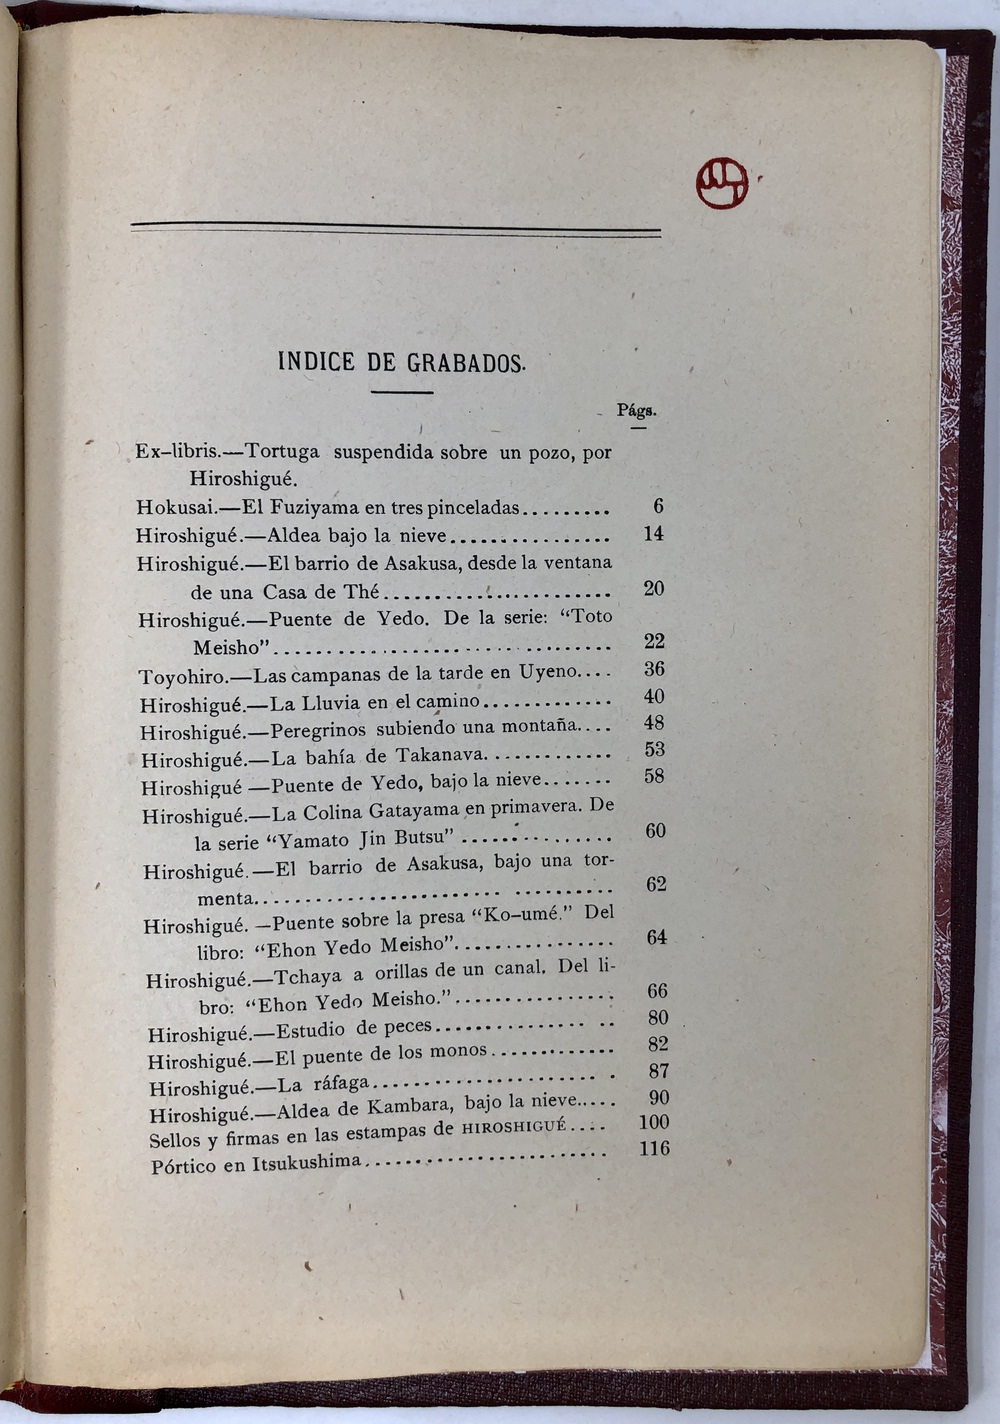 INDICE DE GRABADOS.
Págs.
Ex-libris.—Tortuga suspendida sobre un pozo, por
Hiroshigué.
Hokusai.—El Fuziyama en tres pinceladas......... 6
Hiroshigué.—Aldea bajo la nieve................ 14
Hiroshigué.—El barrio de Asakusa, desde la ventana
de una Casa de Thé....................... 20
Hiroshigué.—Puente de Yedo. De la serie: “Toto
Meisho”.................................. 22
Toyohiro.—Las campanas de la tarde en Uyeno.... 36
Hiroshigué.—La Lluvia en el camino............. 40
Hiroshigué.—Peregrinos subiendo una montaña.... 48
Hiroshigué.—La bahía de Takanava............. 53
Hiroshigué —Puente de Yedo, bajo la nieve....... 58
Hiroshigué.—La Colina Gatayama en primavera. De
la serie “Yamato Jin Butsu” ............... 60
Hiroshigué.—El barrio de Asakusa, bajo una tor-
menta.................................... 62
Hiroshigué. —Puente sobre la presa “Ko-umé.” Del
libro: “Ehon Yedo Meisho”................ 64
Hiroshigué.—Tchaya a orillas de un canal. Del li-
bro: “Ehon Yedo Meisho.”................ 66
Hiroshigué.—Estudio de peces................. 80
Hiroshigué.—El puente de los monos............. 82
Hiroshigué.—La ráfaga........................ 87
Hiroshigué.—Aldea de Kambara, bajo la nieve..... 90
Sellos y firmas en las estampas de HIROSHIGUÉ.... 100
Pórtico en Itsukushima......................... 116